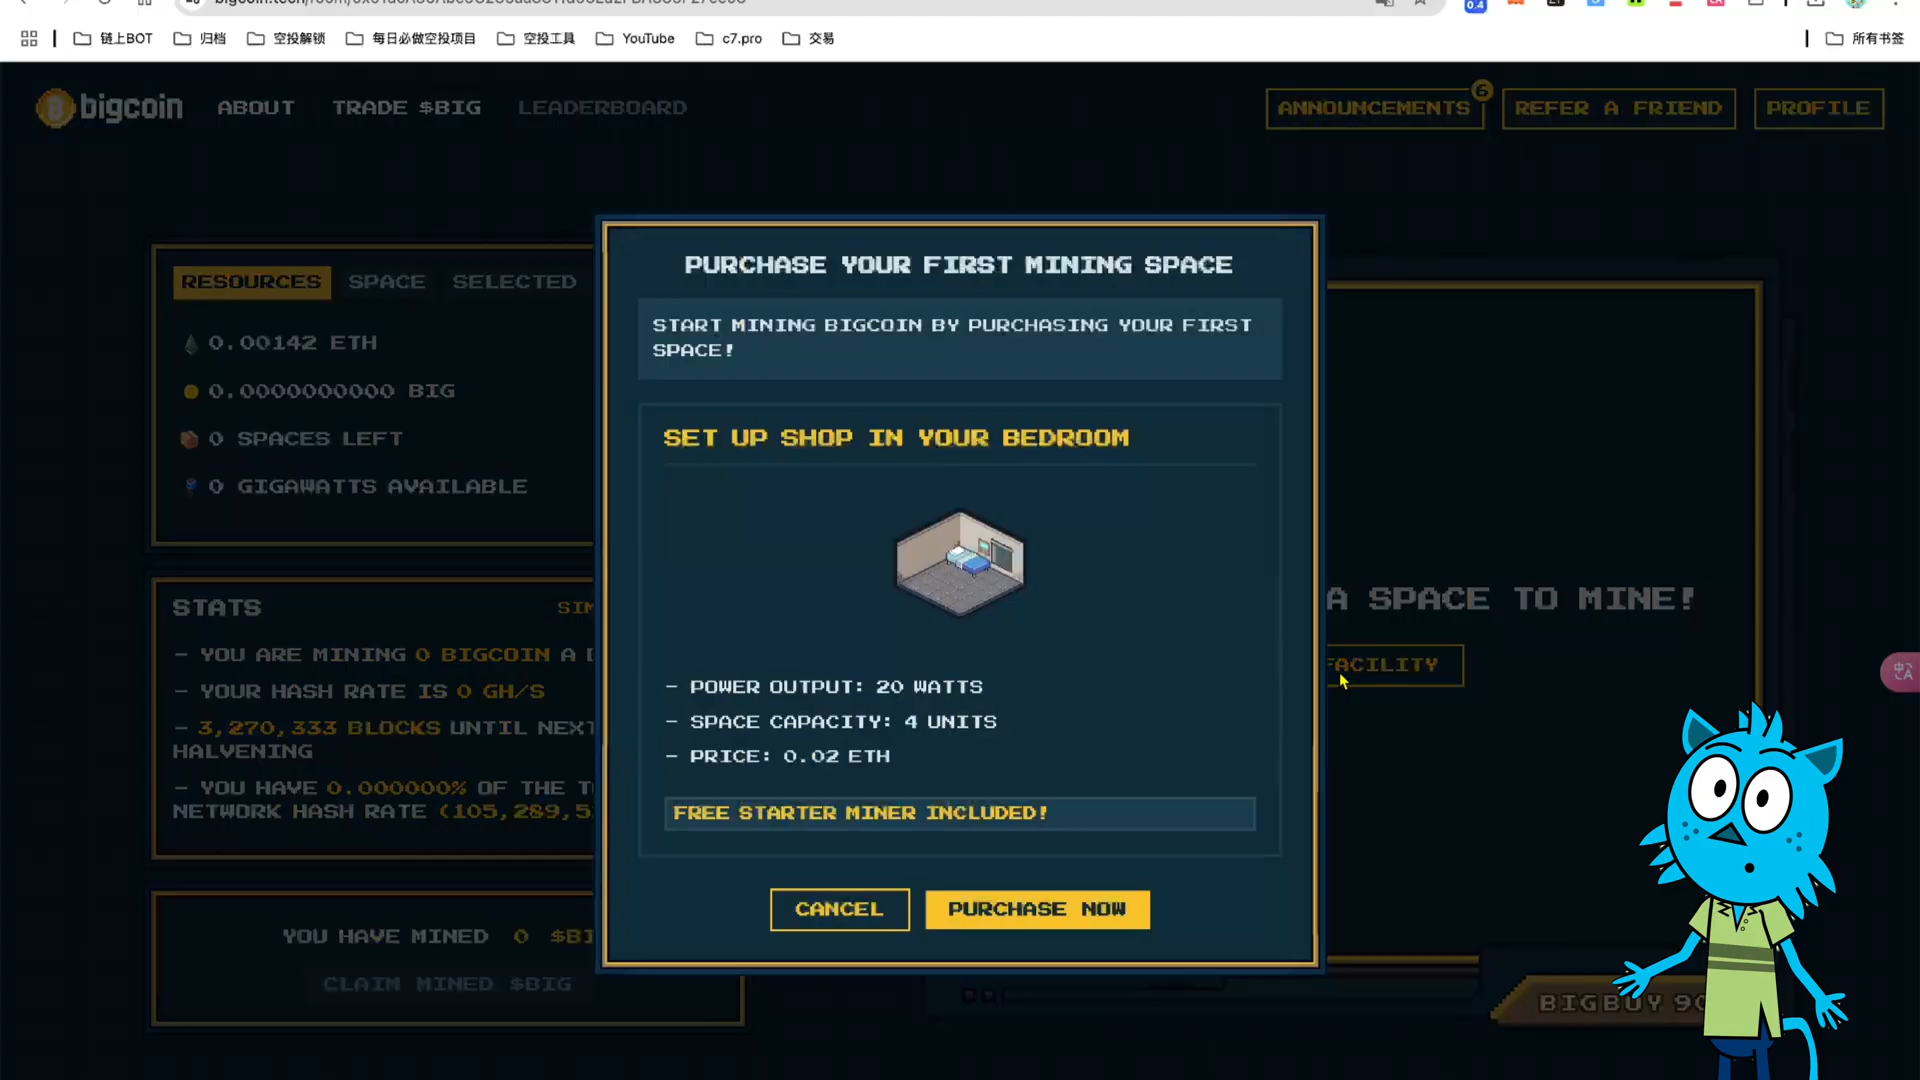 链上BOT
归档
空投解锁
每日必做空投项目
空投工具
YouTube
c7.pro
交易
所有书签
0.4
bigcoin
ABOUT
TRADE $BIG
LEADERBOARD
ANNOUNCEMENTS
6
REFER A FRIEND
PROFILE
RESOURCES
SPACE
SELECTED
0.00142 ETH
0.0000000000 BIG
0 SPACES LEFT
0 GIGAWATTS AVAILABLE
STATS
- YOU ARE MINING 0 BIGCOIN A
- YOUR HASH RATE IS 0 GH/S
- 3,270,333 BLOCKS UNTIL NEXT
HALVENING
- YOU HAVE 0.000000% OF THE
NETWORK HASH RATE (105,289,5
YOU HAVE MINED 0
CLAIM MINED $BIG
PURCHASE YOUR FIRST MINING SPACE
START MINING BIGCOIN BY PURCHASING YOUR FIRST
SPACE!
SET UP SHOP IN YOUR BEDROOM
- POWER OUTPUT: 20 WATTS
- SPACE CAPACITY: 4 UNITS
- PRICE: 0.02 ETH
FREE STARTER MINER INCLUDED!
CANCEL
PURCHASE NOW
A SPACE TO MINE!
FACILITY
BIGBUY